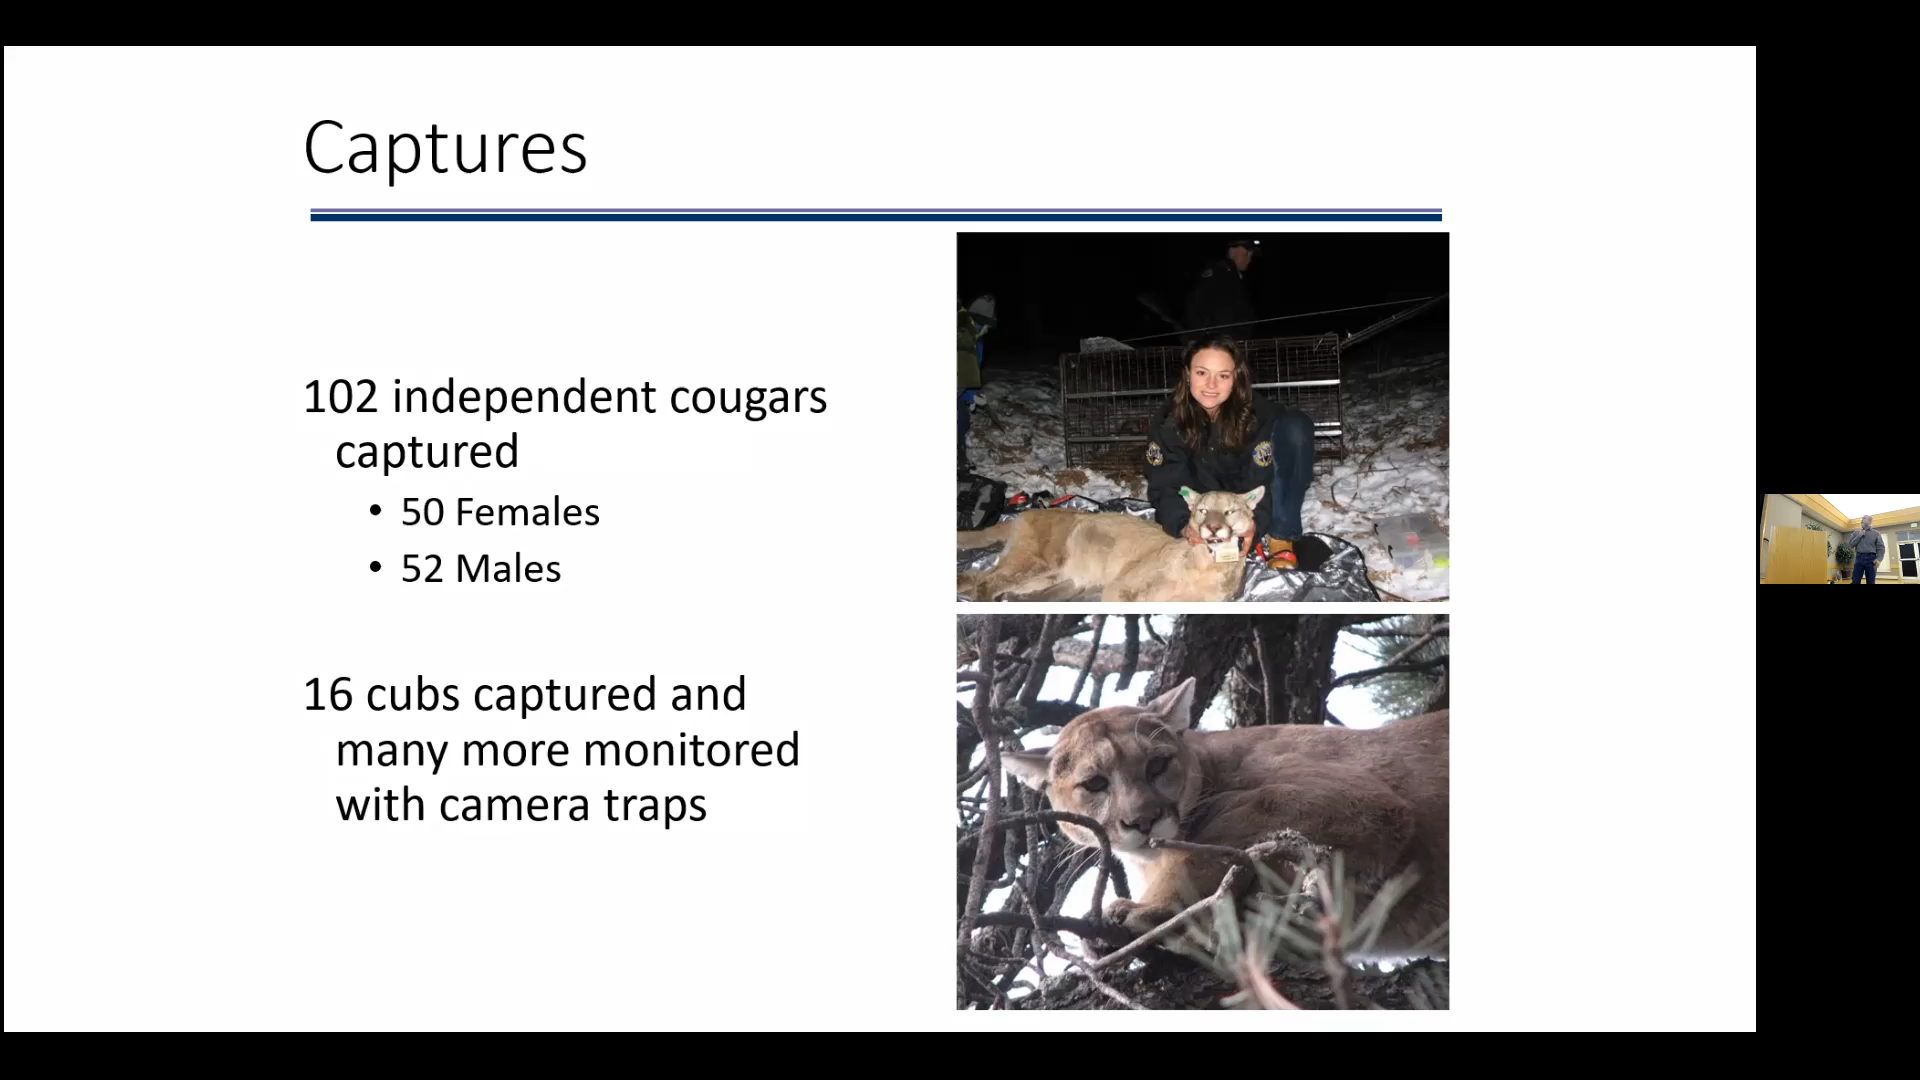 Captures
102 independent cougars
captured
• 50 Females
• 52 Males
16 cubs captured and
many more monitored
with camera traps